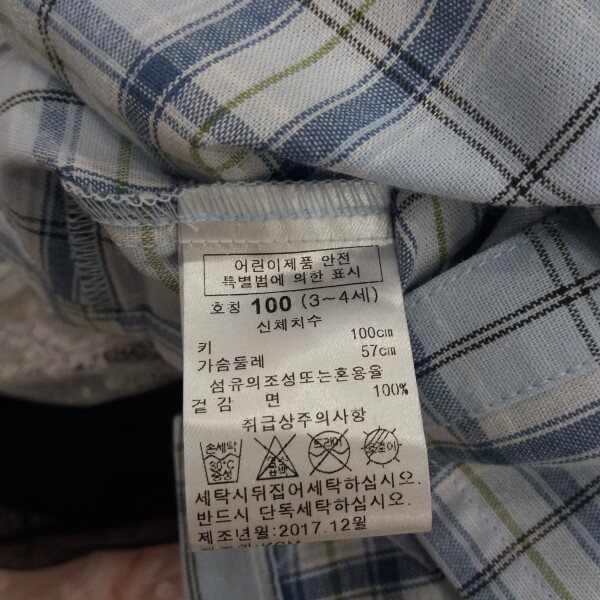 어린이제품 안전
특별법에 의한 표시
호칭 100 (3~4세)
신체치수
키 100cm
가슴둘레 57cm
섬유의조성또는혼용율
겉 감 면 100%
취급상주의사항
손세탁 드라이 옷걸이
30℃
중성
세탁시뒤집어세탁하십시오.
반드시 단독세탁하십시오.
제조년월:2017.12월